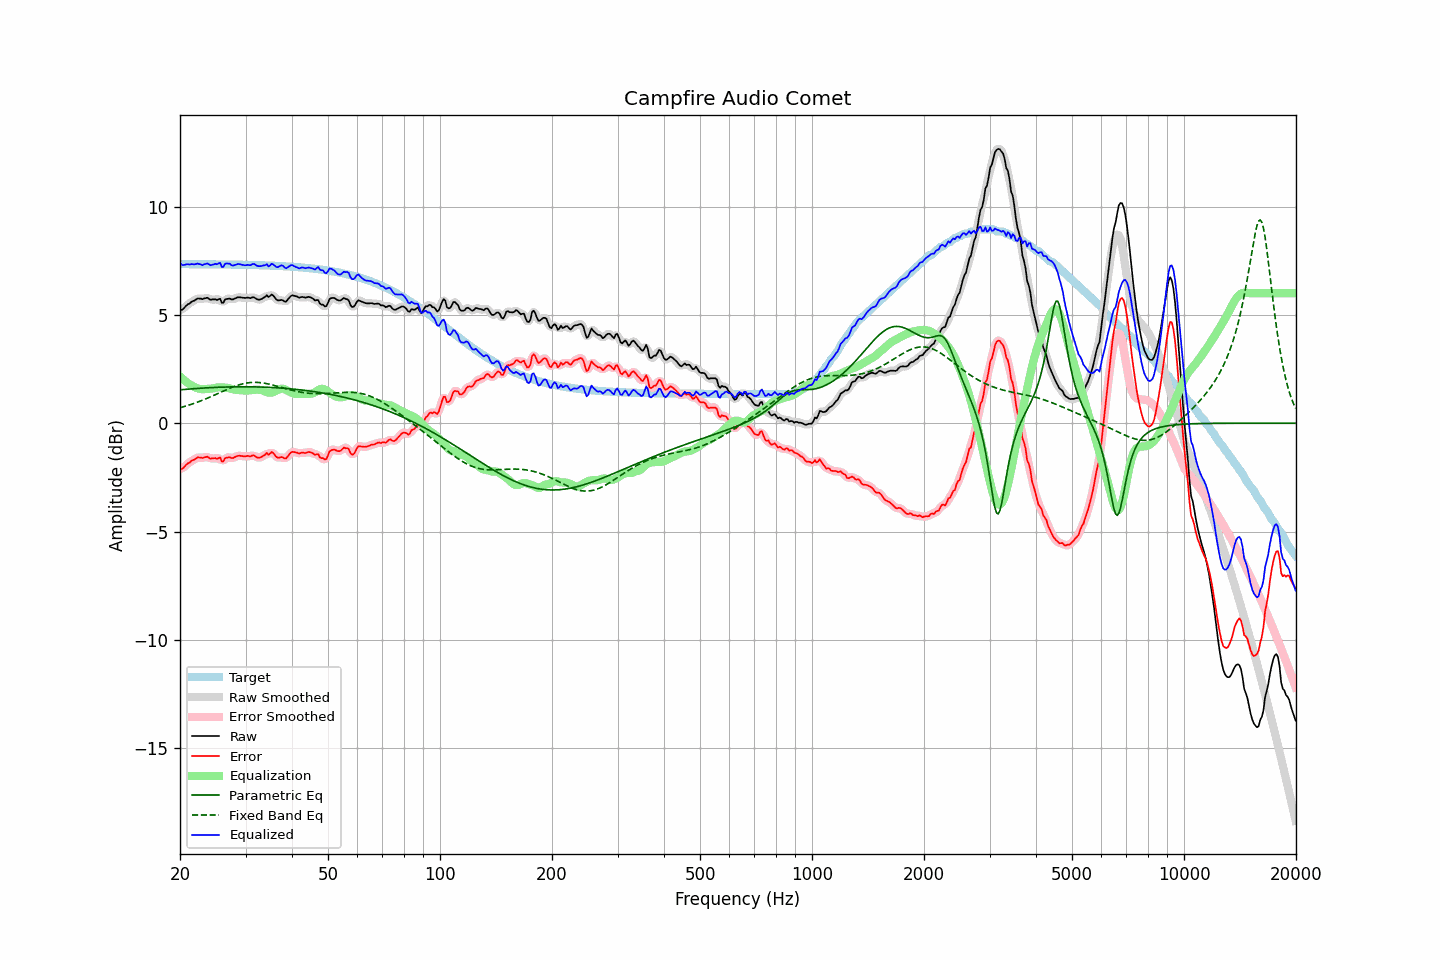 Campfire Audio Comet
Amplitude (dBr)
10
5
0
−5
−10
−15
Target
Raw Smoothed
Error Smoothed
Raw
Error
Equalization
Parametric Eq
Fixed Band Eq
Equalized
20 50 100 200 500 1000 2000 5000 10000 20000
Frequency (Hz)